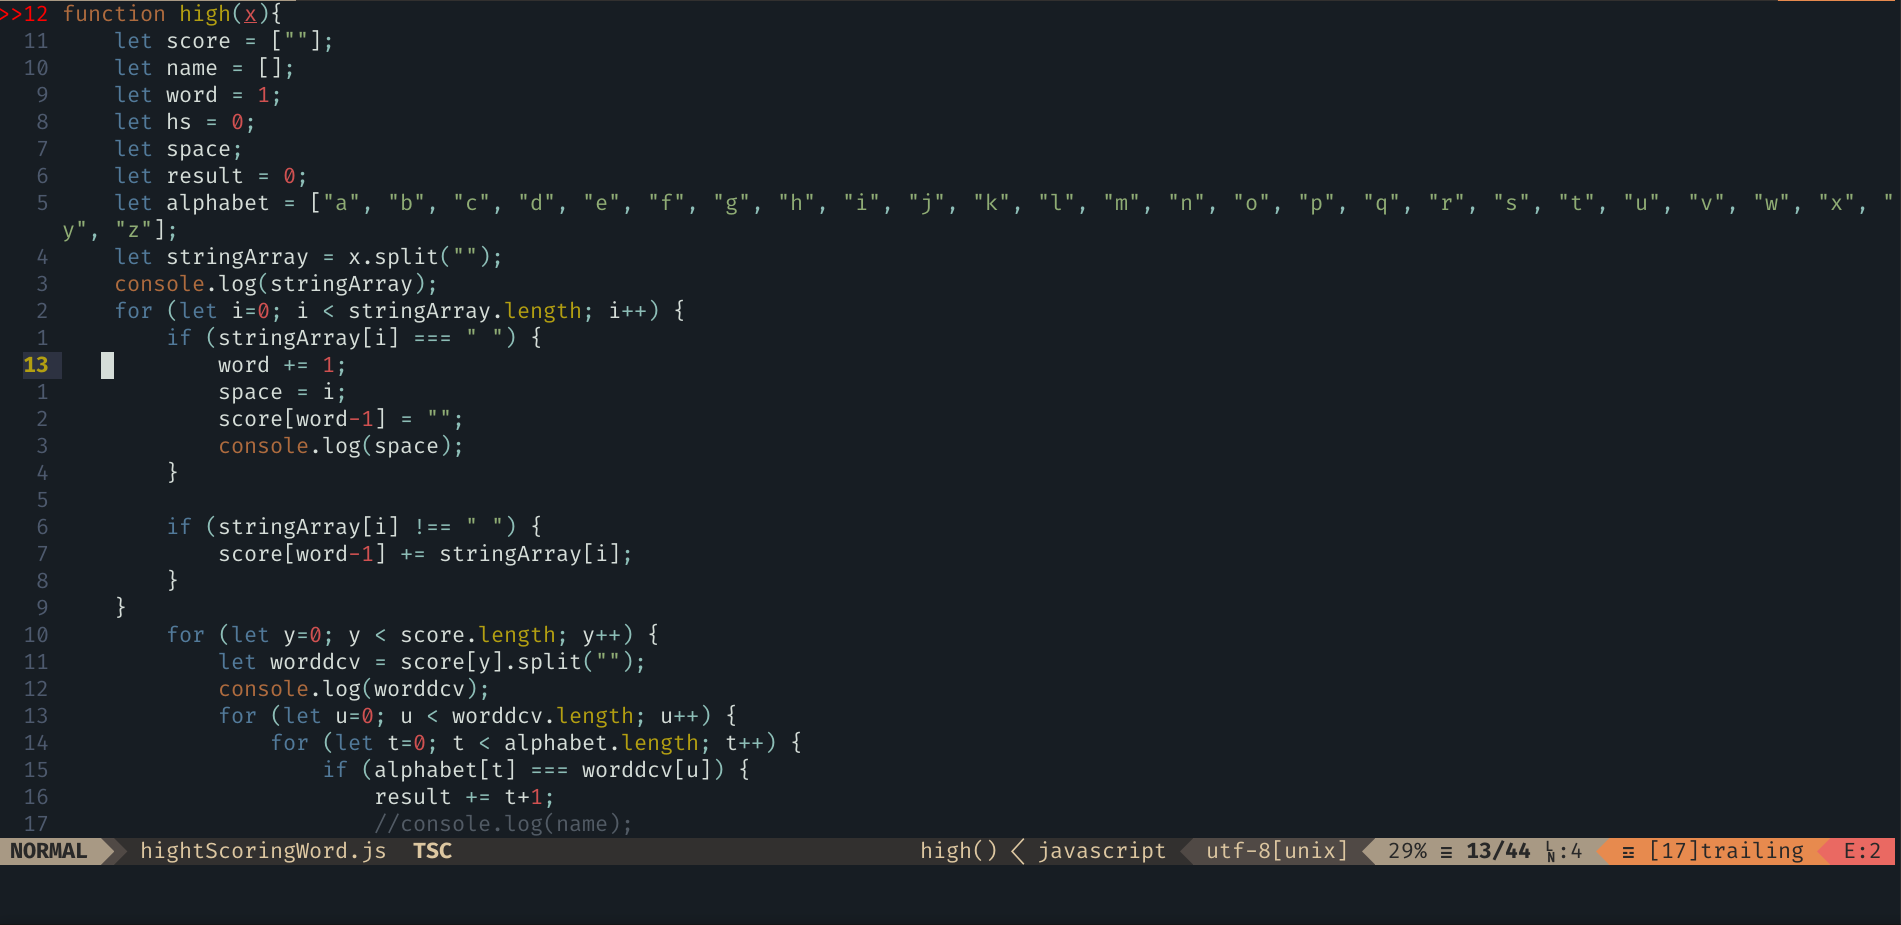 >>12 function high(x){
11     let score = [""];
10     let name = [];
9     let word = 1;
8     let hs = 0;
7     let space;
6     let result = 0;
5     let alphabet = ["a", "b", "c", "d", "e", "f", "g", "h", "i", "j", "k", "l", "m", "n", "o", "p", "q", "r", "s", "t", "u", "v", "w", "x", "
y", "z"];
4     let stringArray = x.split("");
3     console.log(stringArray);
2     for (let i=0; i < stringArray.length; i++) {
1         if (stringArray[i] === " ") {
13             word += 1;
1             space = i;
2             score[word-1] = "";
3             console.log(space);
4         }
5
6         if (stringArray[i] !== " ") {
7             score[word-1] += stringArray[i];
8         }
9     }
10         for (let y=0; y < score.length; y++) {
11             let worddcv = score[y].split("");
12             console.log(worddcv);
13             for (let u=0; u < worddcv.length; u++) {
14                 for (let t=0; t < alphabet.length; t++) {
15                     if (alphabet[t] === worddcv[u]) {
16                         result += t+1;
17                         //console.log(name);
NORMAL hightScoringWord.js TSC high() < javascript utf-8[unix] 29% ≡ 13/44 ㏑:4 ≡ [17]trailing E:2